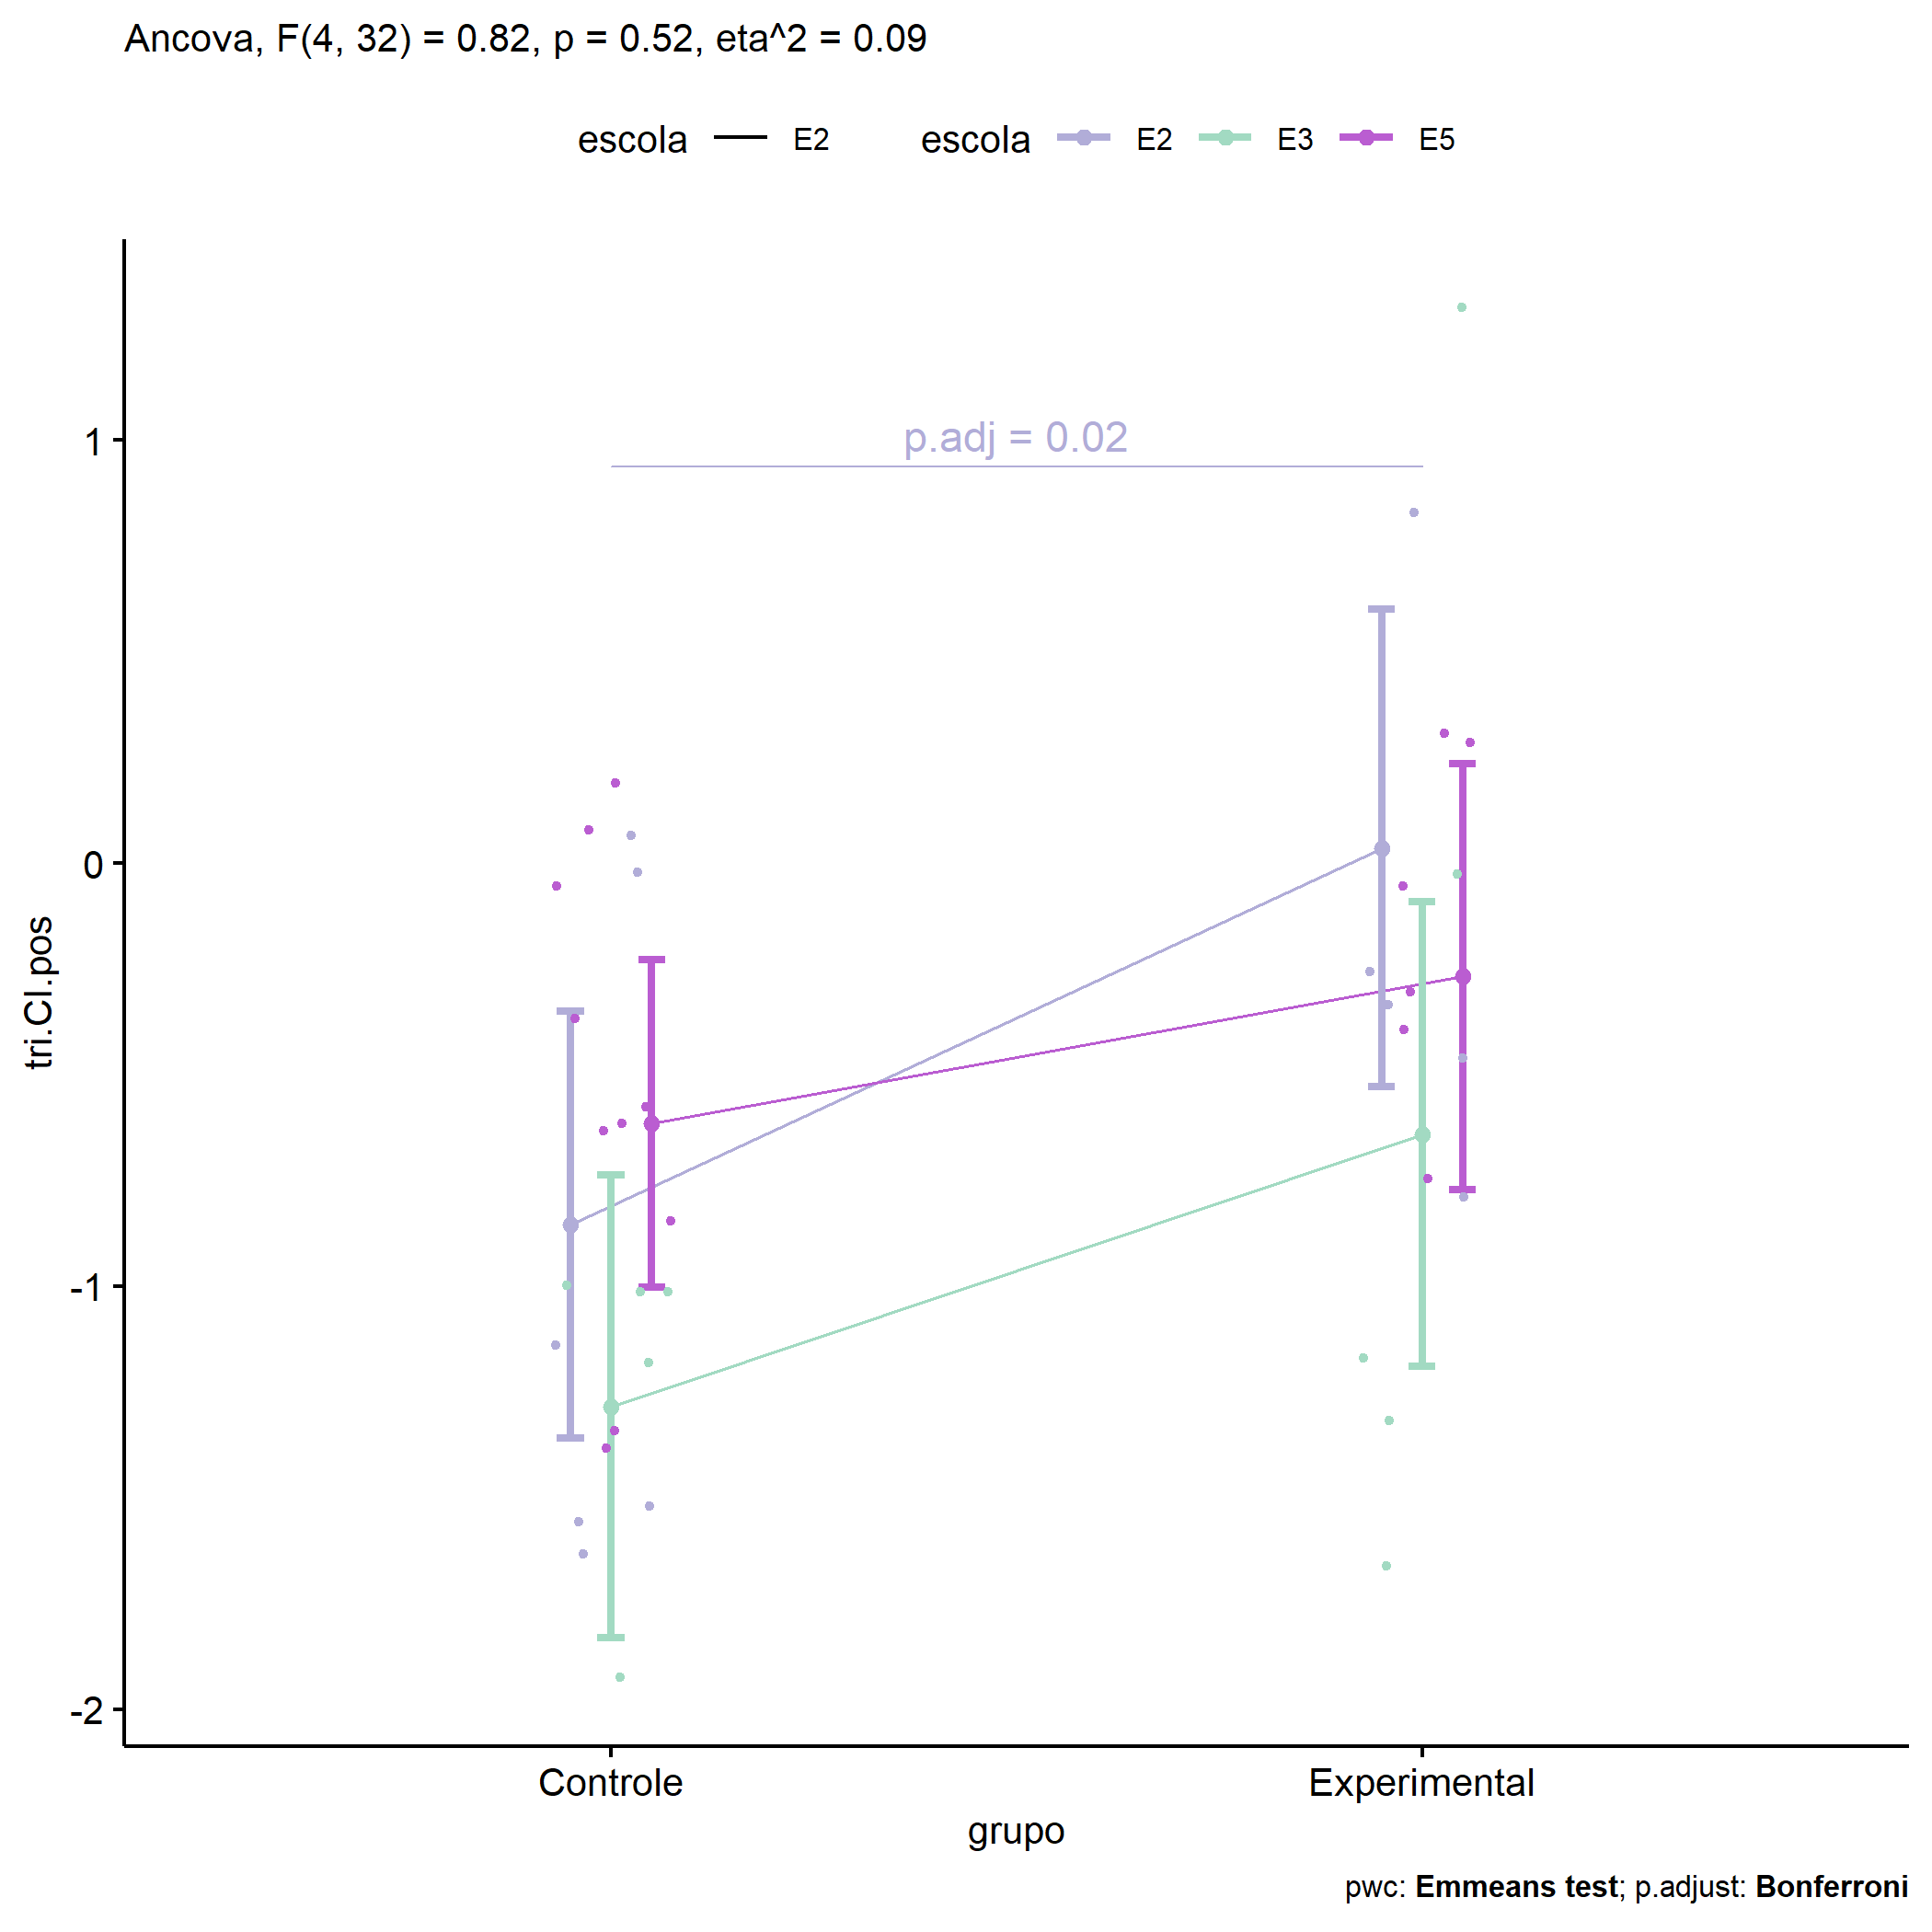 Ancova, F(4, 32) = 0.82, p = 0.52, eta^2 = 0.09
escola E2 escola E2 E3 E5
p.adj = 0.02
1
0
-1
-2
tri.CI.pos
Controle Experimental
grupo
pwc: Emmeans test; p.adjust: Bonferroni